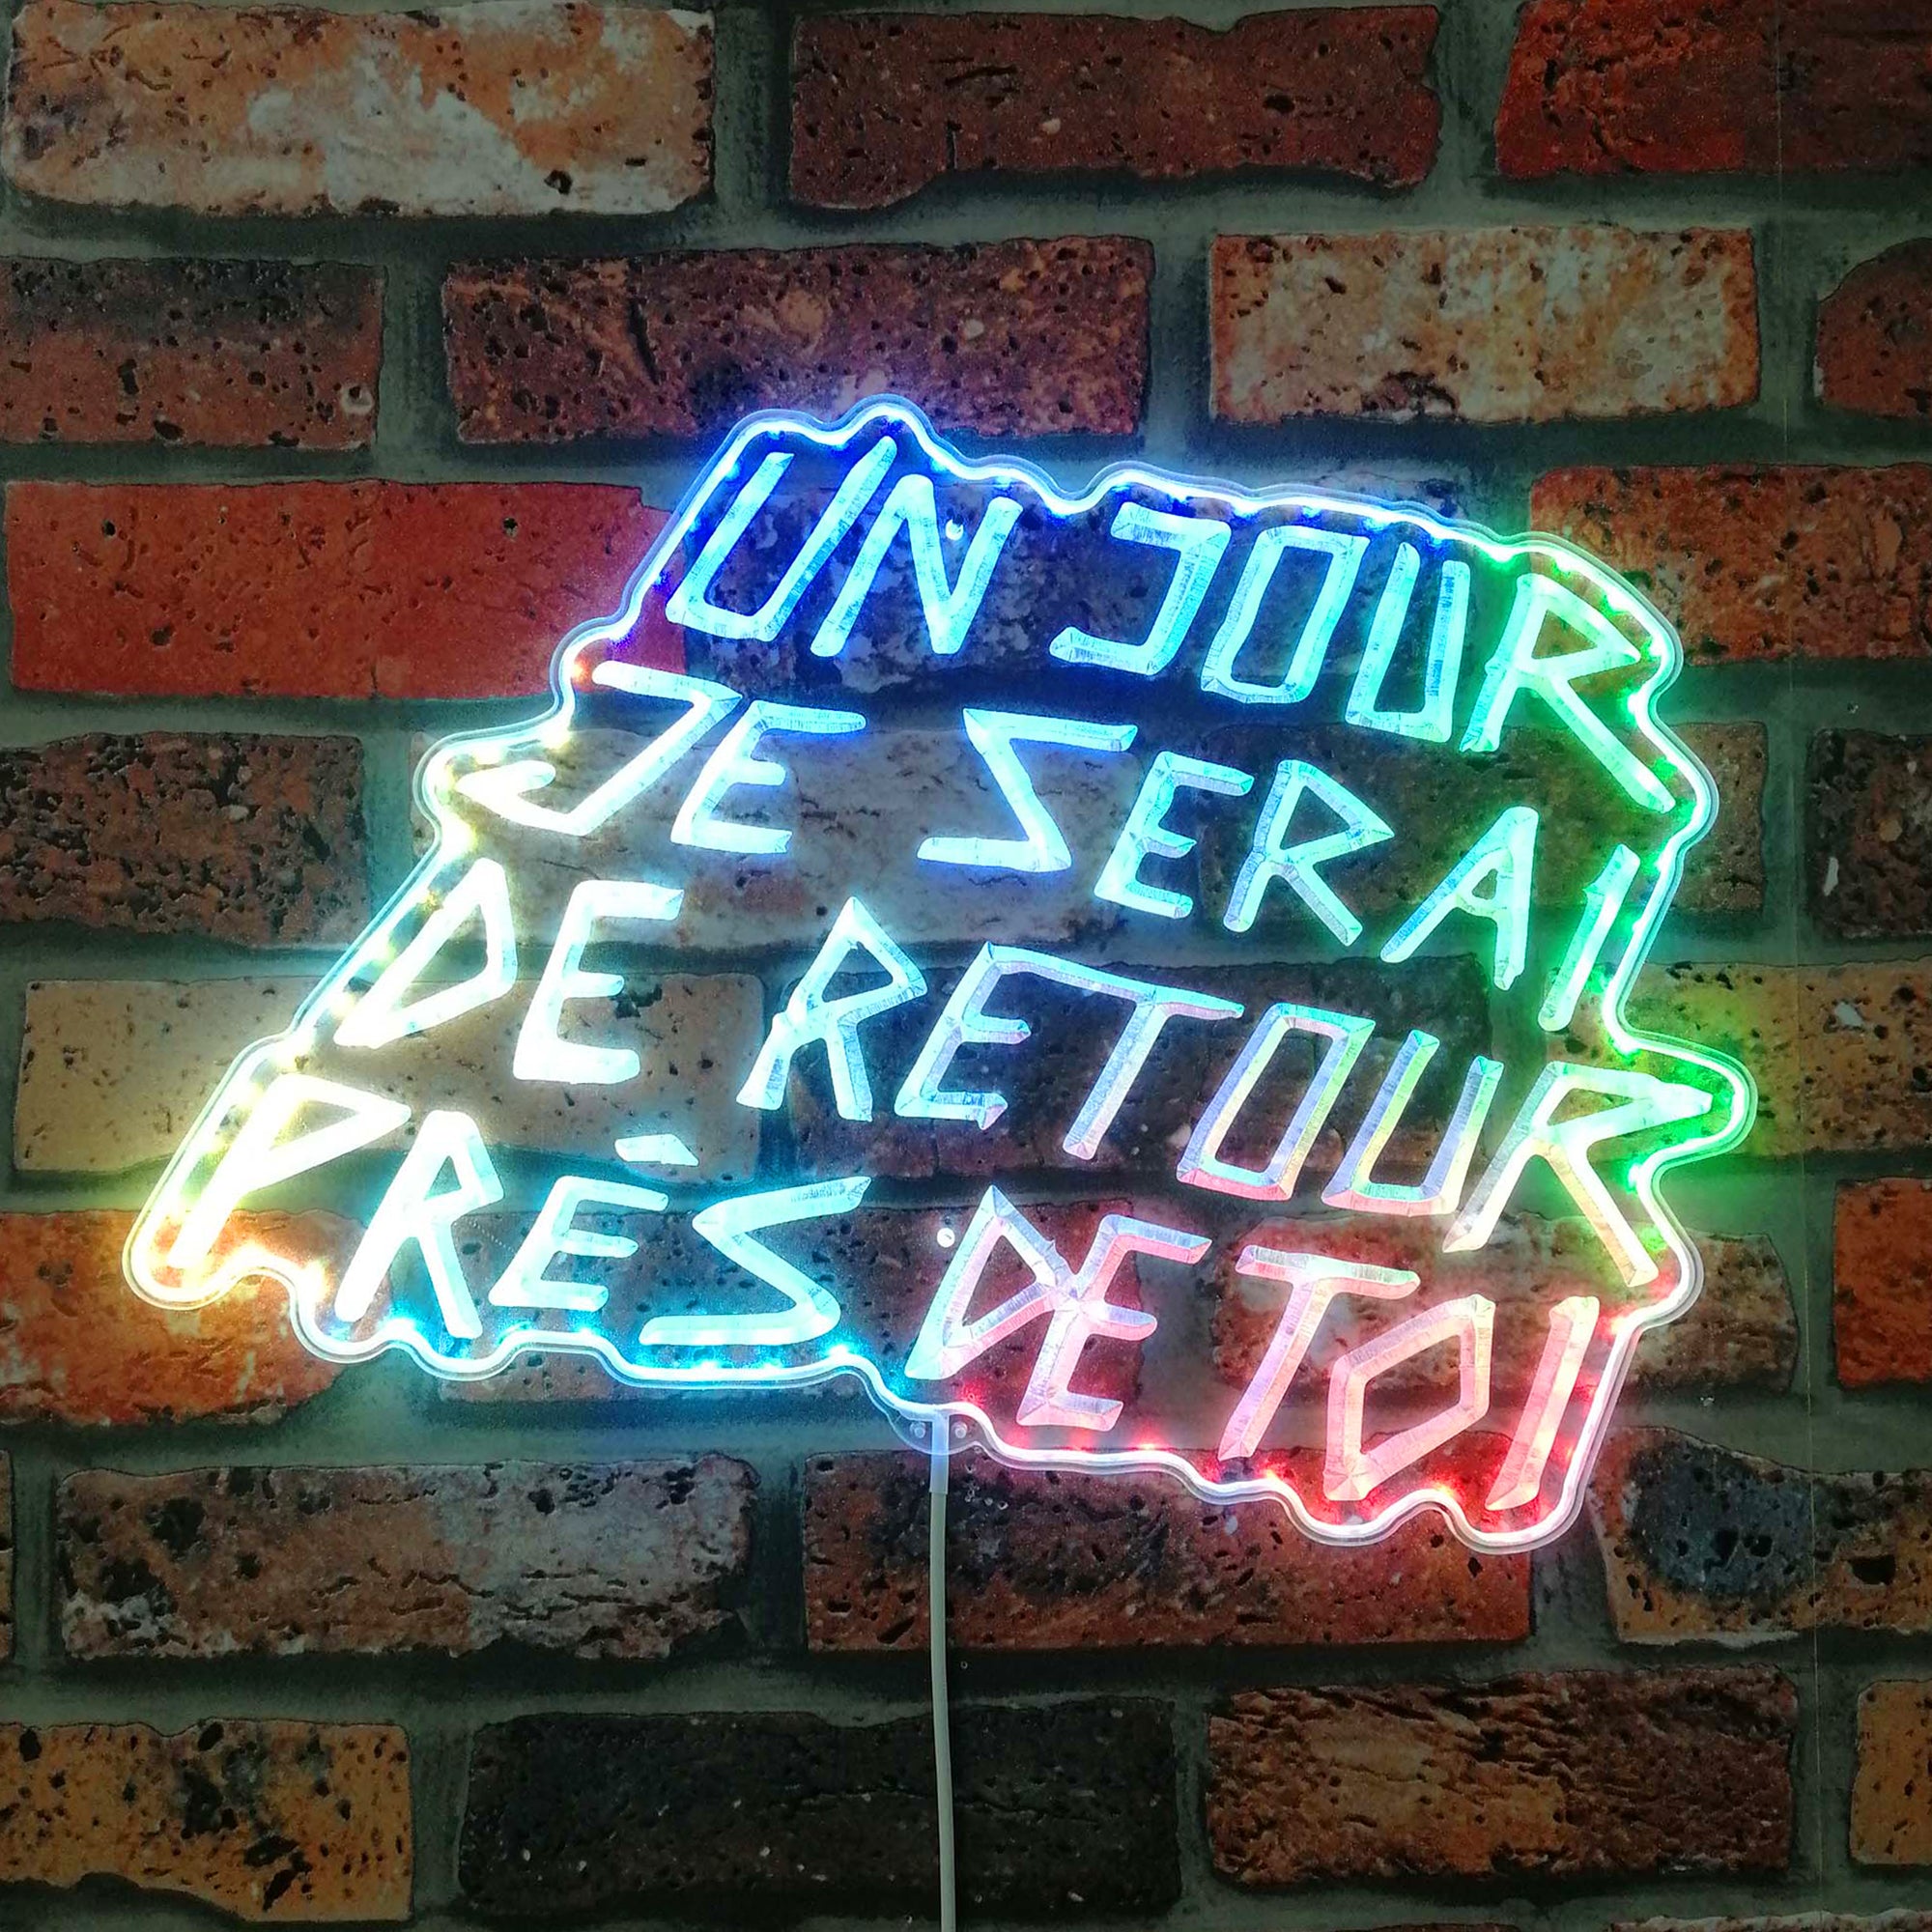 UN JOUR
JE SERAI
DE RETOUR
PRÈS DE TOI